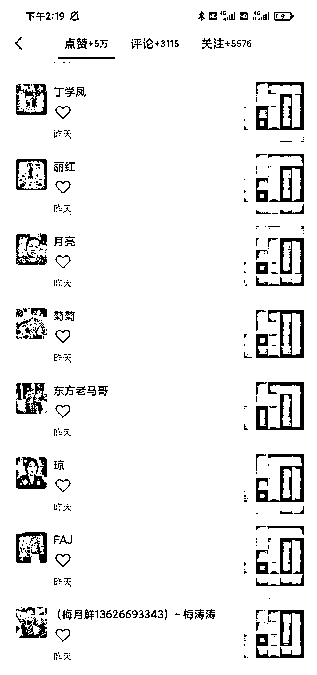 下午2:19
点赞+5万 评论+3115 关注+5576
丁学凤
昨天
丽红
昨天
月亮
昨天
菊菊
昨天
东方老马哥
昨天
琼
昨天
FAJ
昨天
（梅月鲜13626693343）-梅涛涛
昨天